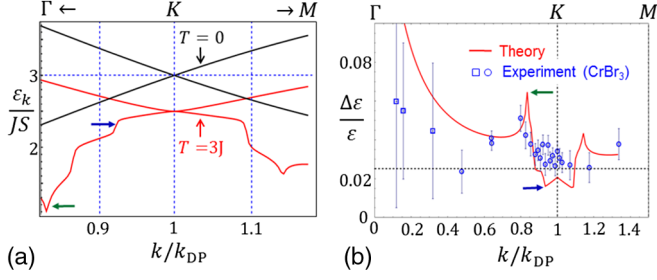 Γ ← K → M
T = 0
3
ε_k
JS
2
T = 3J
0.9 1 1.1
(a) k/k_DP
Γ K M
0.08
Theory
Experiment (CrBr₃)
Δε
ε
0.02
0
0 0.2 0.4 0.6 0.8 1 1.2 1.4
(b) k/k_DP